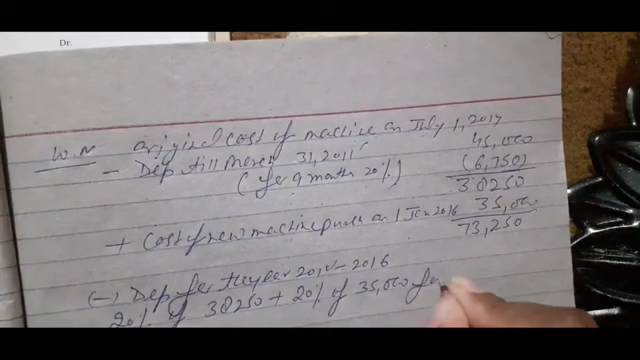 Dr.
W.N original cost of machine on July 1, 2014 45,000
- Dep till March 31, 2015 (6,750)
(for 9 month 20%) 38250
+ Cost of new machine purch on 1 Jan 2016 35,000
73,250
(-) Dep for the year 2015-2016
20% of 38250 + 20% of 35,000 for